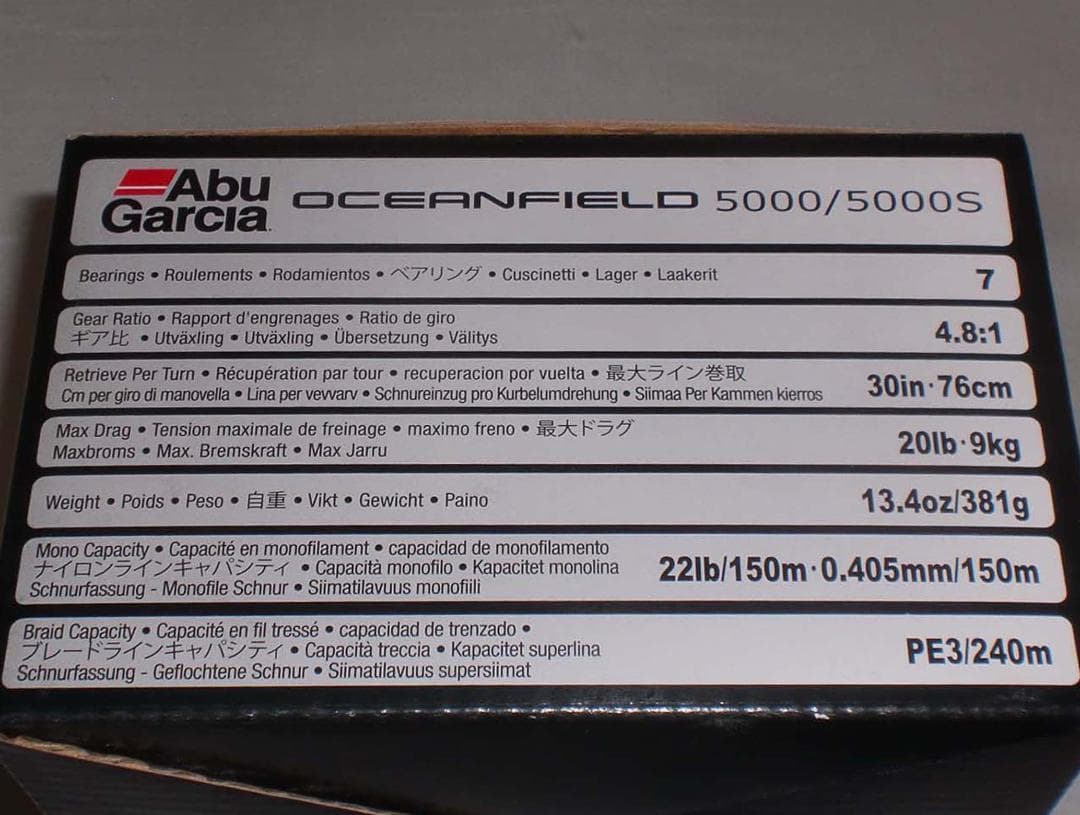 Abu Garcia OCEANFIELD 5000/5000S
Bearings • Roulements • Rodamientos • ベアリング • Cuscinetti • Lager • Laakerit 7
Gear Ratio • Rapport d'engrenages • Ratio de giro
ギア比 • Utväxling • Utväxling • Übersetzung • Välitys 4.8:1
Retrieve Per Turn • Récupération par tour • recuperacion por vuelta • 最大ライン巻取
Cm per giro di manovella • Lina per vevvarv • Schnureinzug pro Kurbelumdrehung • Siimaa Per Kammen kierros 30in·76cm
Max Drag • Tension maximale de freinage • maximo freno • 最大ドラグ
Maxbroms • Max. Bremskraft • Max Jarru 20lb·9kg
Weight • Poids • Peso • 自重 • Vikt • Gewicht • Paino 13.4oz/381g
Mono Capacity • Capacité en monofilament • capacidad de monofilamento
ナイロンラインキャパシティ • Capacità monofilo • Kapacitet monolina 22lb/150m·0.405mm/150m
Schnurfassung - Monofile Schnur • Siimatilavuus monofiili
Braid Capacity • Capacité en fil tressé • capacidad de trenzado •
ブレードラインキャパシティ • Capacità treccia • Kapacitet superlina PE3/240m
Schnurfassung - Geflochtene Schnur • Siimatilavuus supersiimat